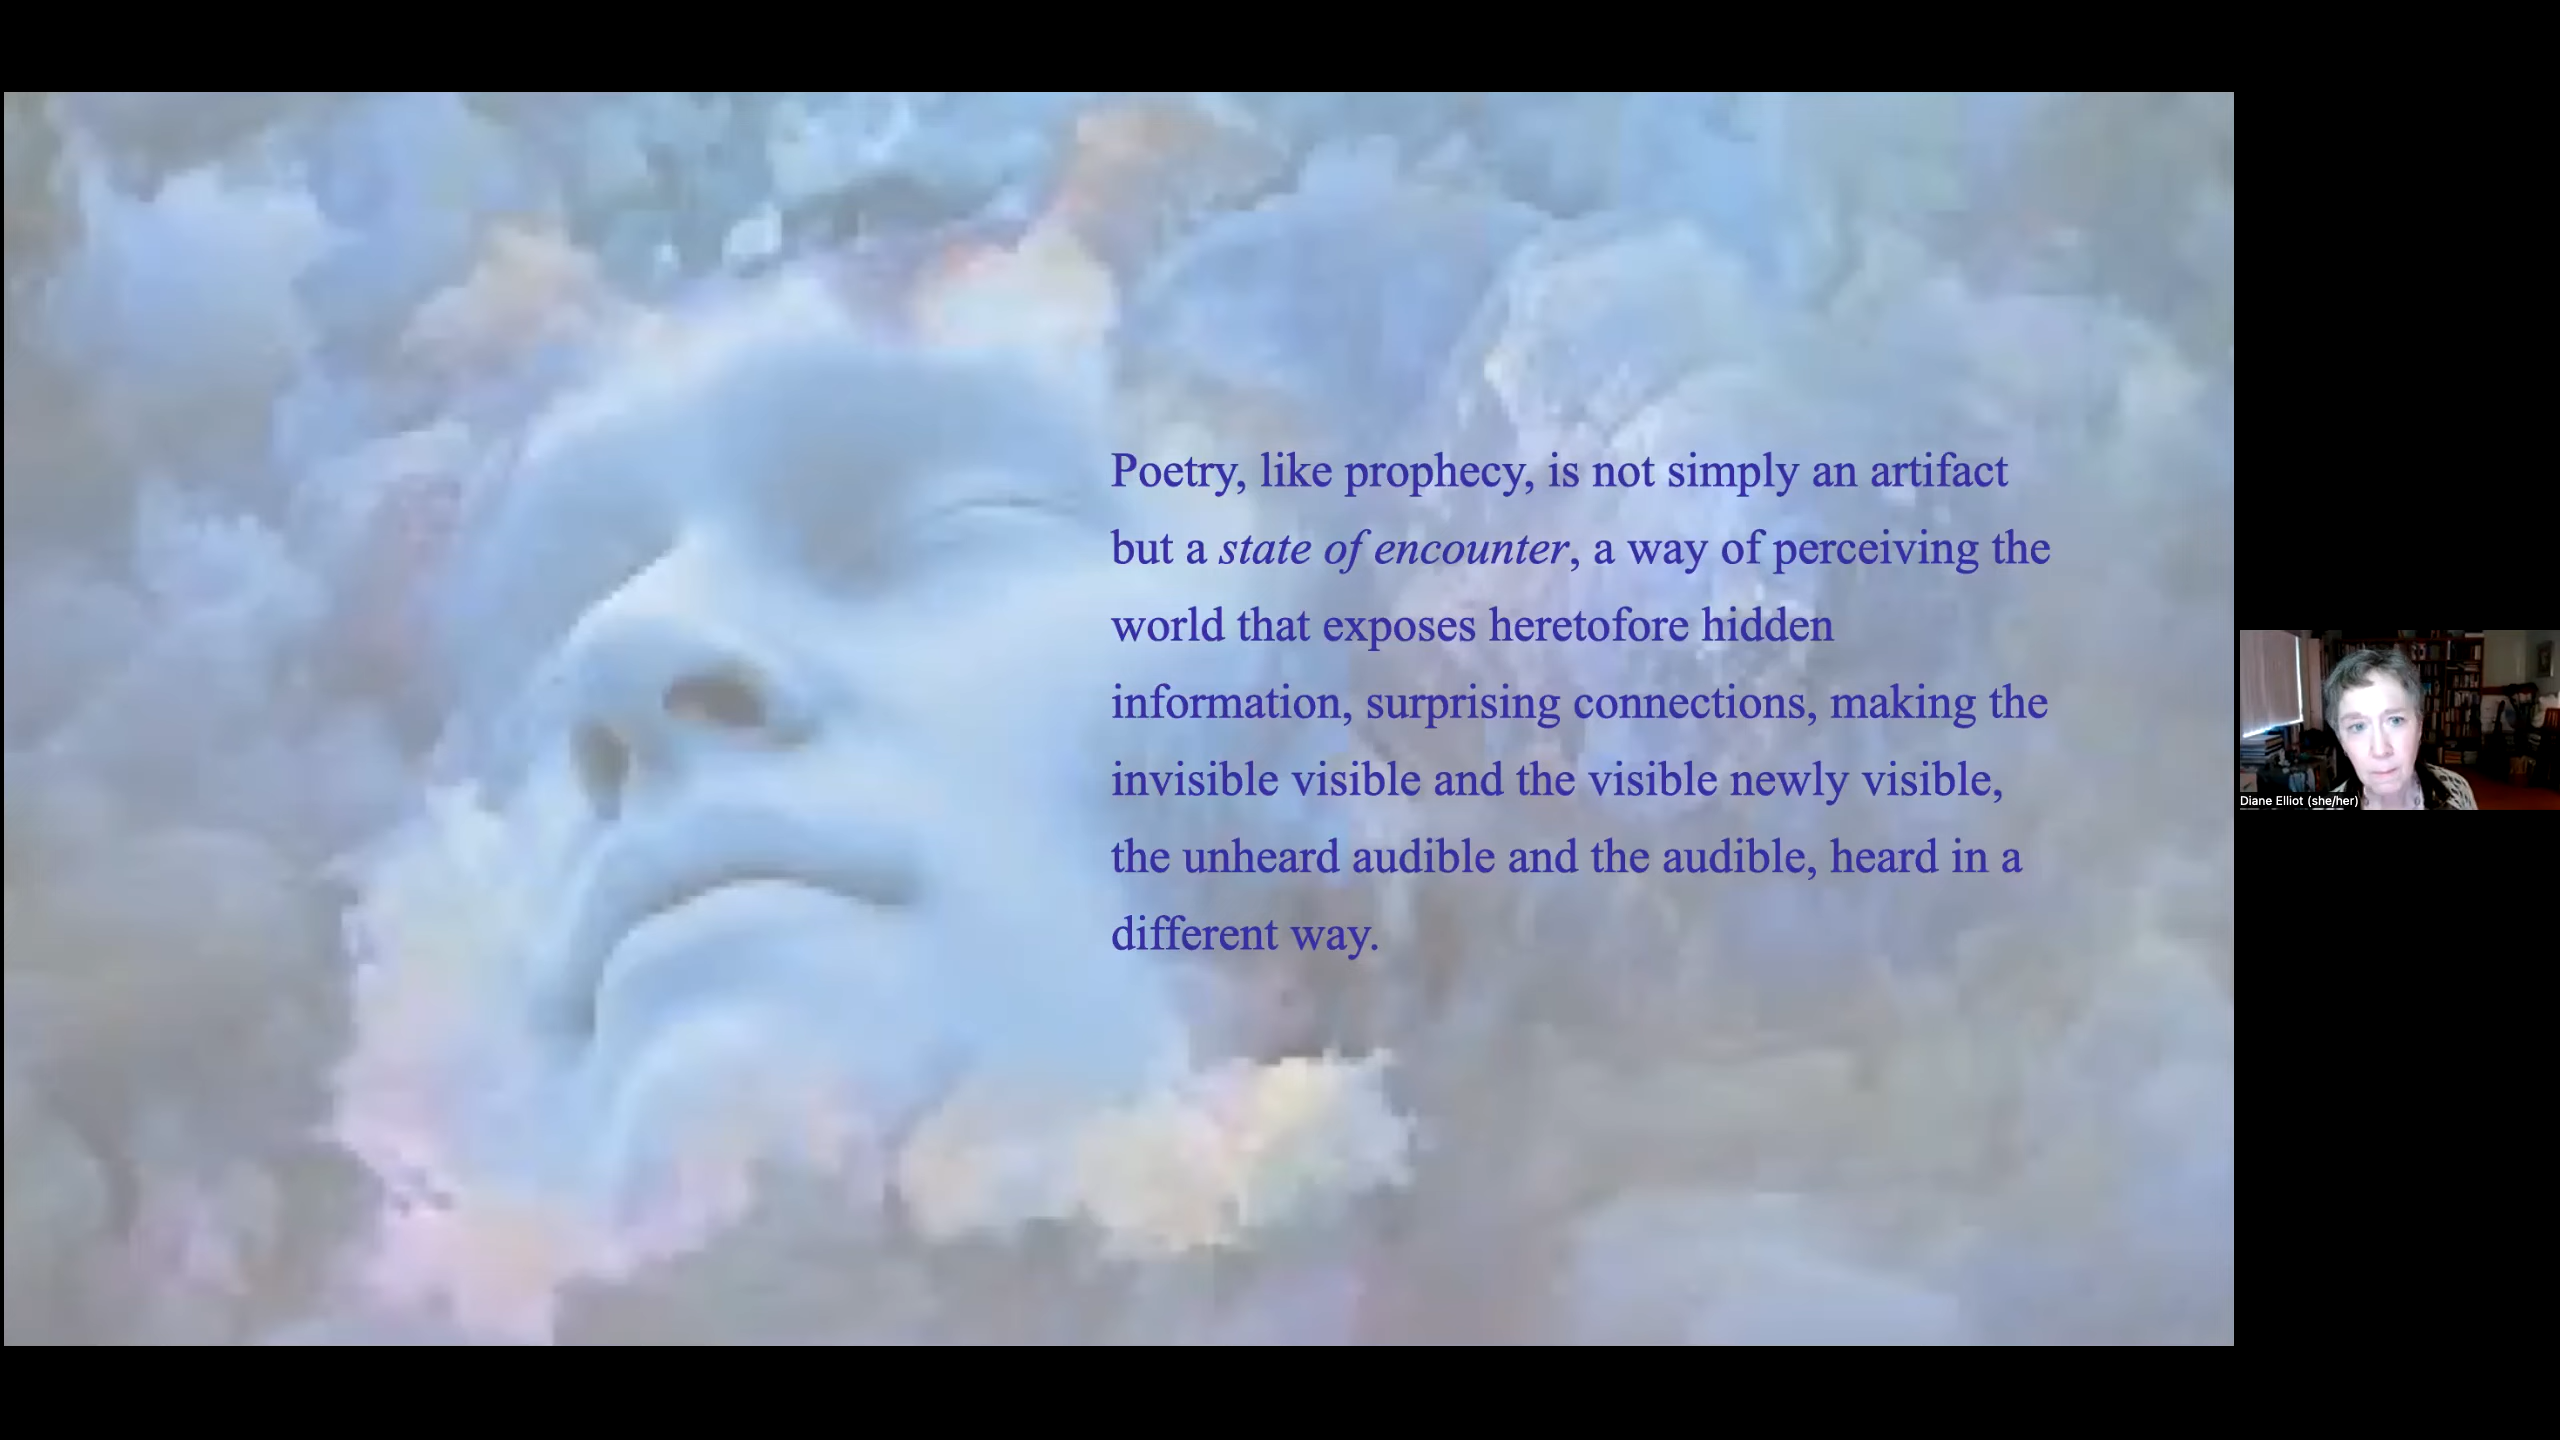 Poetry, like prophecy, is not simply an artifact
but a state of encounter, a way of perceiving the
world that exposes heretofore hidden
information, surprising connections, making the
invisible visible and the visible newly visible,
the unheard audible and the audible, heard in a
different way.
Diane Elliot (she/her)